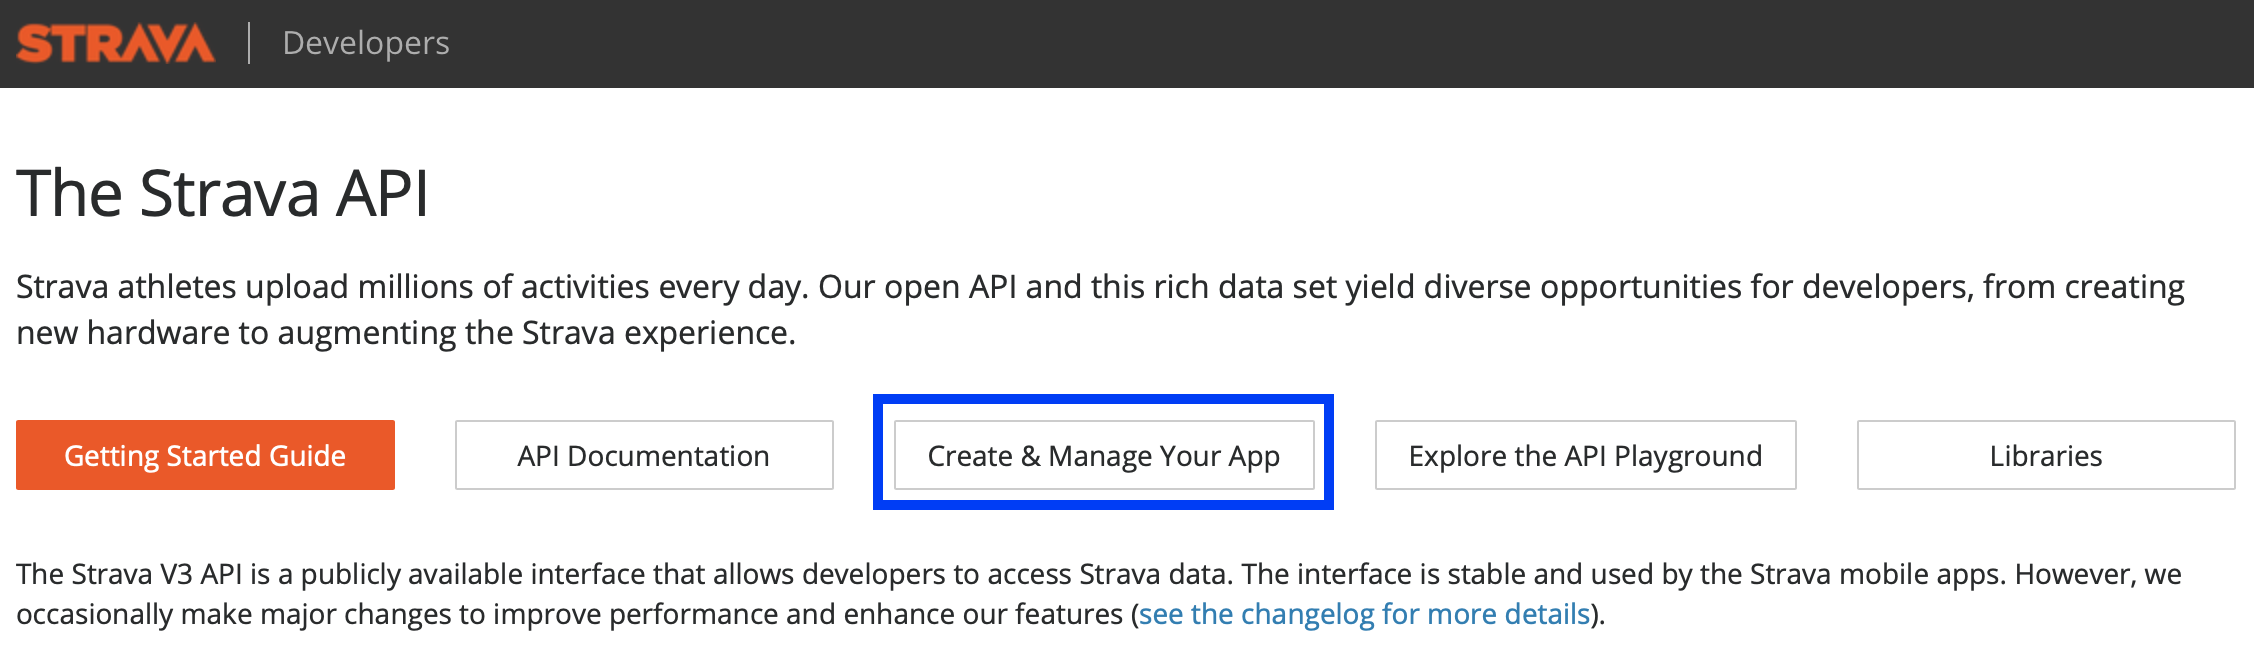 STRAVA | Developers
The Strava API
Strava athletes upload millions of activities every day. Our open API and this rich data set yield diverse opportunities for developers, from creating
new hardware to augmenting the Strava experience.
Getting Started Guide
API Documentation
Create & Manage Your App
Explore the API Playground
Libraries
The Strava V3 API is a publicly available interface that allows developers to access Strava data. The interface is stable and used by the Strava mobile apps. However, we
occasionally make major changes to improve performance and enhance our features (see the changelog for more details).